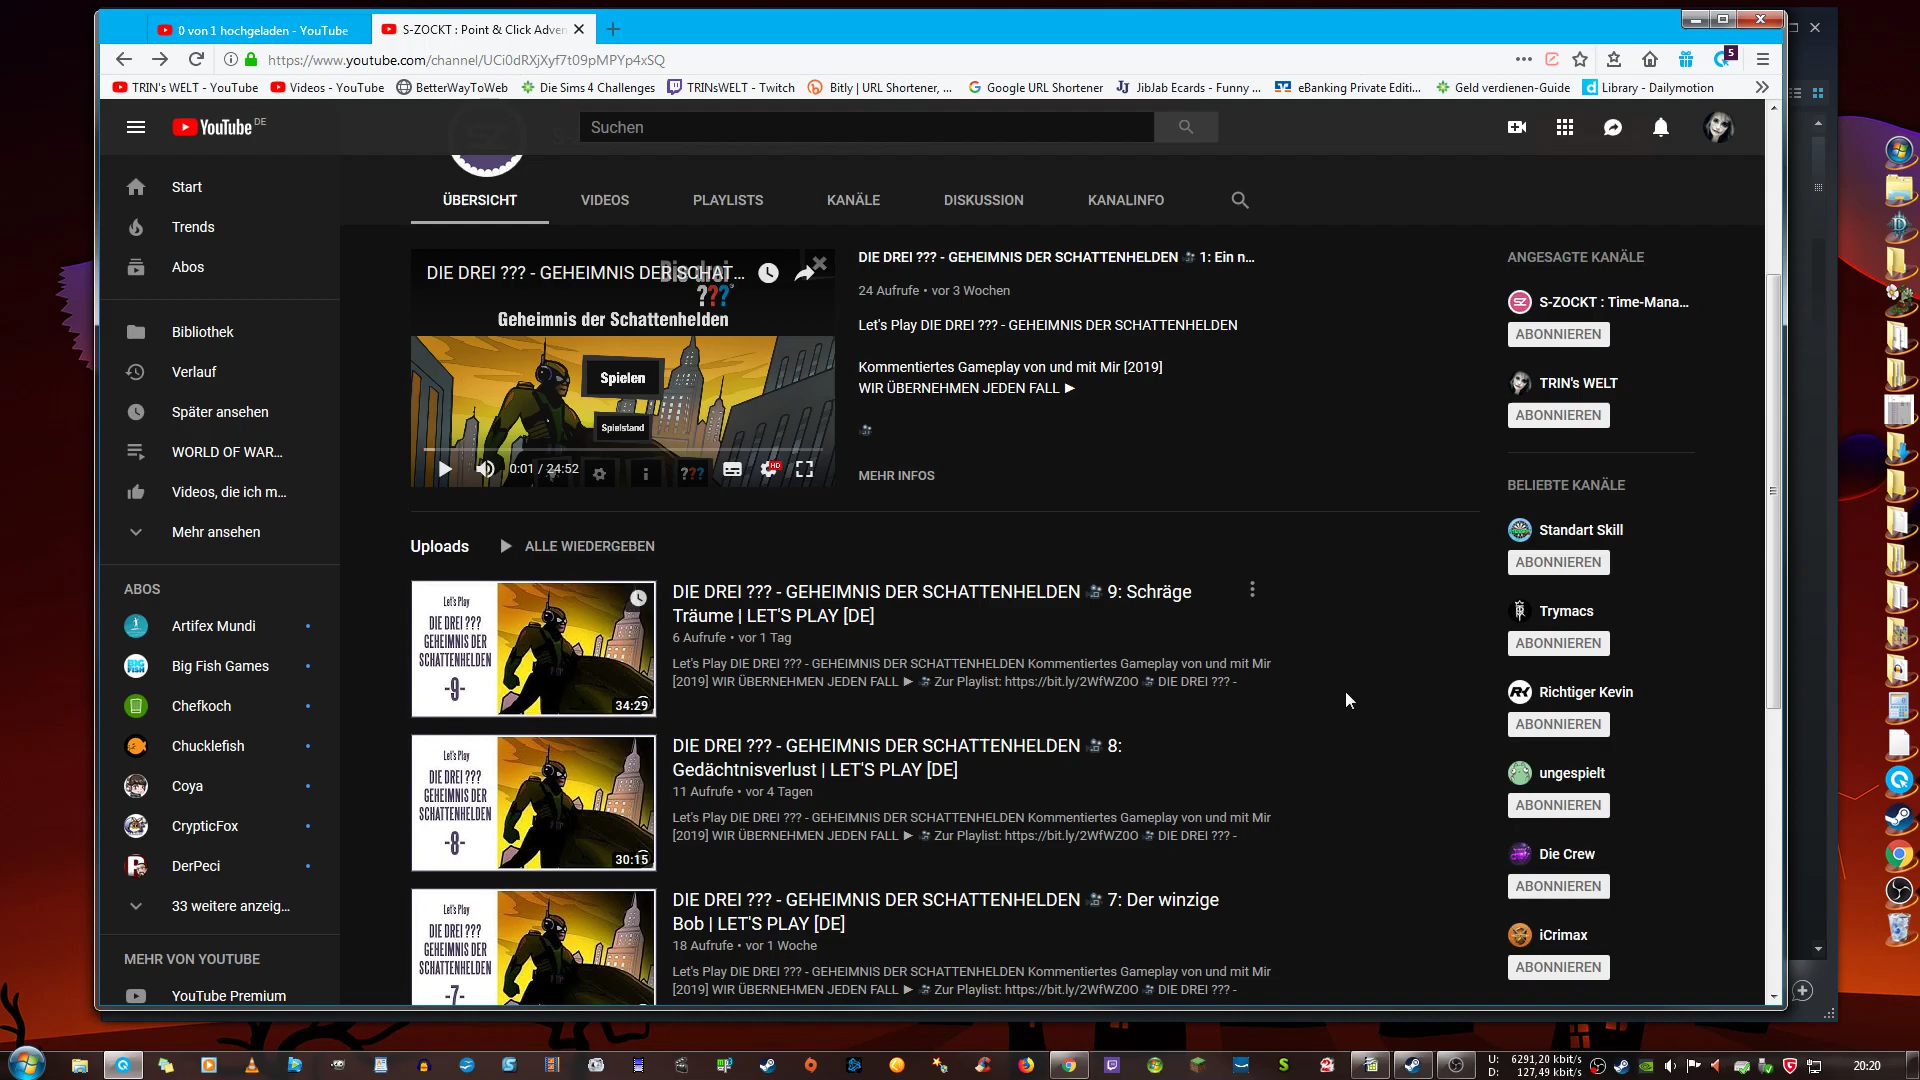 0 von 1 hochgeladen - YouTube
S-ZOCKT : Point & Click Adven
https://www.youtube.com/channel/UCi0dRXjXyf7t09pMPYp4xSQ
5
TRIN's WELT - YouTube
Videos - YouTube
BetterWayToWeb
Die Sims 4 Challenges
TRINsWELT - Twitch
Bitly | URL Shortener, ...
Google URL Shortener
JibJab Ecards - Funny ...
eBanking Private Editi...
Geld verdienen-Guide
Library - Dailymotion
YouTube DE
Suchen
Start
Trends
Abos
Bibliothek
Verlauf
Später ansehen
WORLD OF WAR...
Videos, die ich m...
Mehr ansehen
ABOS
Artifex Mundi
Big Fish Games
Chefkoch
Chucklefish
Coya
CrypticFox
DerPeci
33 weitere anzeig...
MEHR VON YOUTUBE
YouTube Premium
ÜBERSICHT
VIDEOS
PLAYLISTS
KANÄLE
DISKUSSION
KANALINFO
DIE DREI ??? - GEHEIMNIS DER SCHAT...
Die drei
???
Geheimnis der Schattenhelden
Spielen
Spielstand
0:01 / 24:52
???
HD
DIE DREI ??? - GEHEIMNIS DER SCHATTENHELDEN 🎥 1: Ein n...
24 Aufrufe • vor 3 Wochen
Let's Play DIE DREI ??? - GEHEIMNIS DER SCHATTENHELDEN
Kommentiertes Gameplay von und mit Mir [2019]
WIR ÜBERNEHMEN JEDEN FALL ►
MEHR INFOS
Uploads
ALLE WIEDERGEBEN
Let's Play
DIE DREI ???
GEHEIMNIS DER
SCHATTENHELDEN
-9-
34:29
DIE DREI ??? - GEHEIMNIS DER SCHATTENHELDEN 🎥 9: Schräge
Träume | LET'S PLAY [DE]
6 Aufrufe • vor 1 Tag
Let's Play DIE DREI ??? - GEHEIMNIS DER SCHATTENHELDEN Kommentiertes Gameplay von und mit Mir
[2019] WIR ÜBERNEHMEN JEDEN FALL ► 🎥 Zur Playlist: https://bit.ly/2WfWZ0O 🎥 DIE DREI ??? -
Let's Play
DIE DREI ???
GEHEIMNIS DER
SCHATTENHELDEN
-8-
30:15
DIE DREI ??? - GEHEIMNIS DER SCHATTENHELDEN 🎥 8:
Gedächtnisverlust | LET'S PLAY [DE]
11 Aufrufe • vor 4 Tagen
Let's Play DIE DREI ??? - GEHEIMNIS DER SCHATTENHELDEN Kommentiertes Gameplay von und mit Mir
[2019] WIR ÜBERNEHMEN JEDEN FALL ► 🎥 Zur Playlist: https://bit.ly/2WfWZ0O 🎥 DIE DREI ??? -
Let's Play
DIE DREI ???
GEHEIMNIS DER
SCHATTENHELDEN
-7-
DIE DREI ??? - GEHEIMNIS DER SCHATTENHELDEN 🎥 7: Der winzige
Bob | LET'S PLAY [DE]
18 Aufrufe • vor 1 Woche
Let's Play DIE DREI ??? - GEHEIMNIS DER SCHATTENHELDEN Kommentiertes Gameplay von und mit Mir
[2019] WIR ÜBERNEHMEN JEDEN FALL ► 🎥 Zur Playlist: https://bit.ly/2WfWZ0O 🎥 DIE DREI ??? -
ANGESAGTE KANÄLE
SZ
S-ZOCKT : Time-Mana...
ABONNIEREN
TRIN's WELT
ABONNIEREN
BELIEBTE KANÄLE
Standart Skill
ABONNIEREN
Trymacs
ABONNIEREN
Richtiger Kevin
ABONNIEREN
ungespielt
ABONNIEREN
Die Crew
ABONNIEREN
iCrimax
ABONNIEREN
U: 6291,20 kbit/s
D: 127,49 kbit/s
20:20